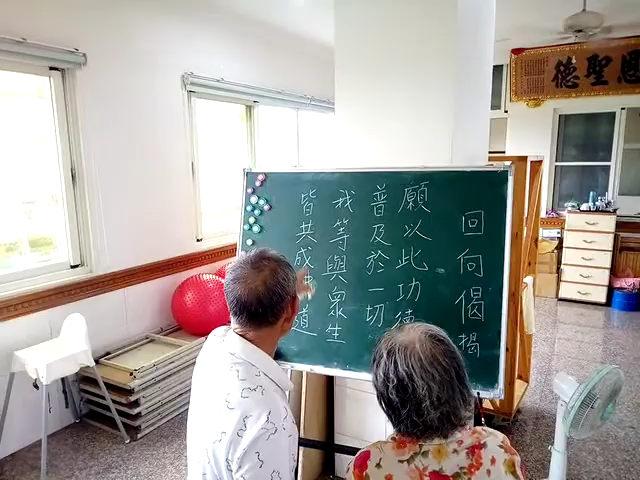 回向偈揭
願以此功德
普及於一切
我等與眾生
皆共成道
恩聖德